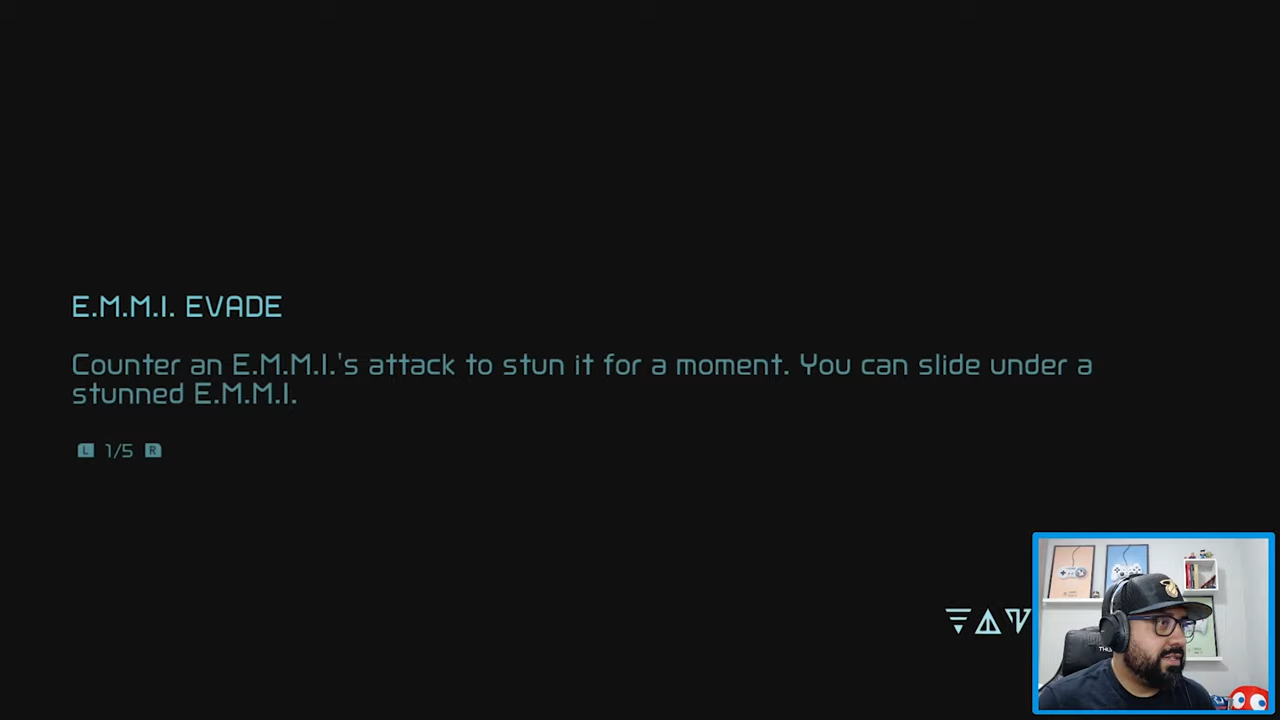 E.M.M.I. EVADE
Counter an E.M.M.I.'s attack to stun it for a moment. You can slide under a
stunned E.M.M.I.
L 1/5 R